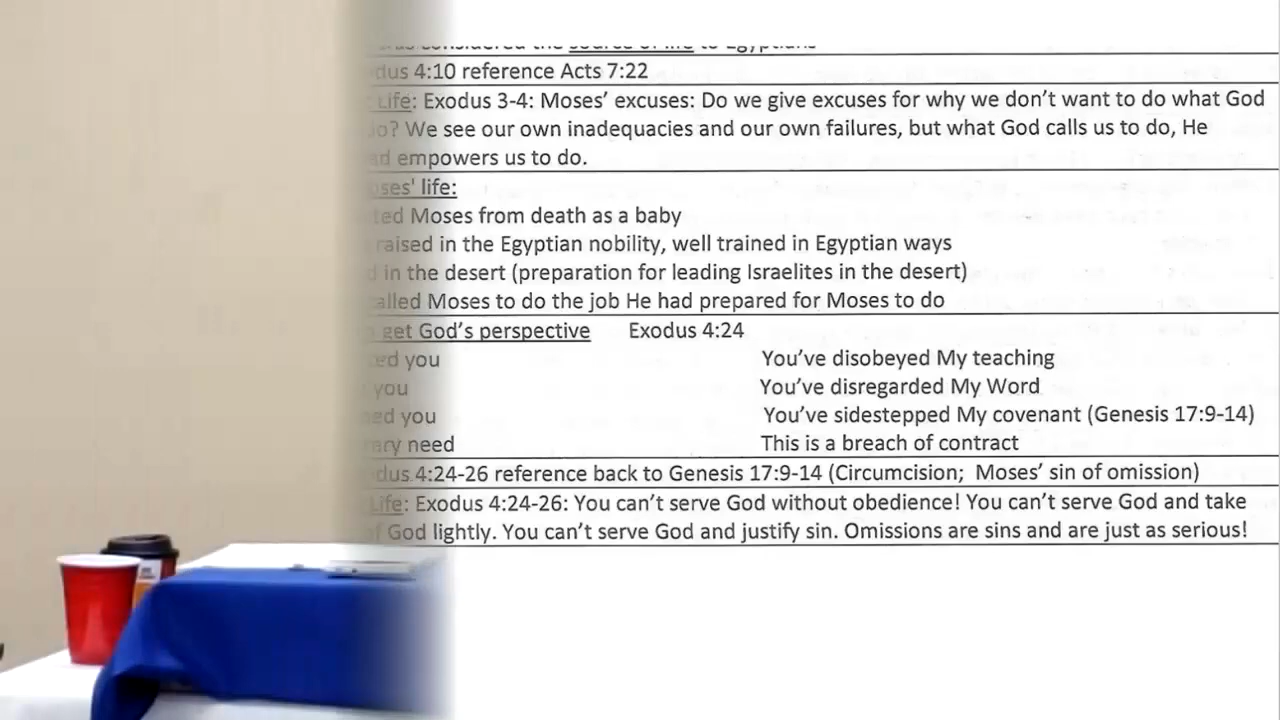 considered the source of life to Egyptians
4:10 reference Acts 7:22
Life: Exodus 3-4: Moses’ excuses: Do we give excuses for why we don’t want to do what God
We see our own inadequacies and our own failures, but what God calls us to do, He
empowers us to do.
life:
Moses from death as a baby
raised in the Egyptian nobility, well trained in Egyptian ways
in the desert (preparation for leading Israelites in the desert)
Moses to do the job He had prepared for Moses to do
get God’s perspective Exodus 4:24
you You’ve disobeyed My teaching
you You’ve disregarded My Word
you You’ve sidestepped My covenant (Genesis 17:9-14)
need This is a breach of contract
4:24-26 reference back to Genesis 17:9-14 (Circumcision; Moses’ sin of omission)
Life: Exodus 4:24-26: You can’t serve God without obedience! You can’t serve God and take
God lightly. You can’t serve God and justify sin. Omissions are sins and are just as serious!